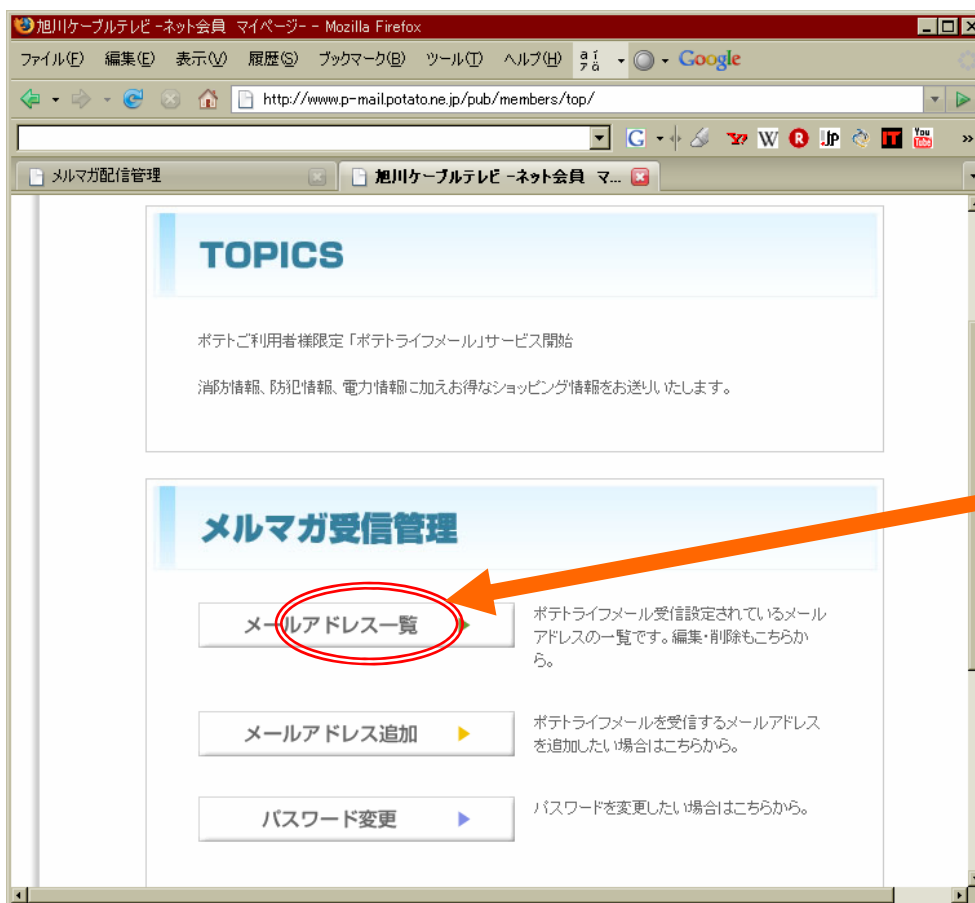 旭川ケーブルテレビ -ネット会員 マイページ- - Mozilla Firefox
ファイル(F) 編集(E) 表示(V) 履歴(S) ブックマーク(B) ツール(T) ヘルプ(H) Google
http://www.p-mail.potato.ne.jp/pub/members/top/
メルマガ配信管理 旭川ケーブルテレビ -ネット会員 マ...
TOPICS
ポテトご利用者様限定「ポテトライフメール」サービス開始
消防情報、防犯情報、電力情報に加えお得なショッピング情報をお送りいたします。
メルマガ受信管理
メールアドレス一覧
ポテトライフメール受信設定されているメール
アドレスの一覧です。編集・削除もこちらか
ら。
メールアドレス追加
ポテトライフメールを受信するメールアドレス
を追加したい場合はこちらから。
パスワード変更
パスワードを変更したい場合はこちらから。